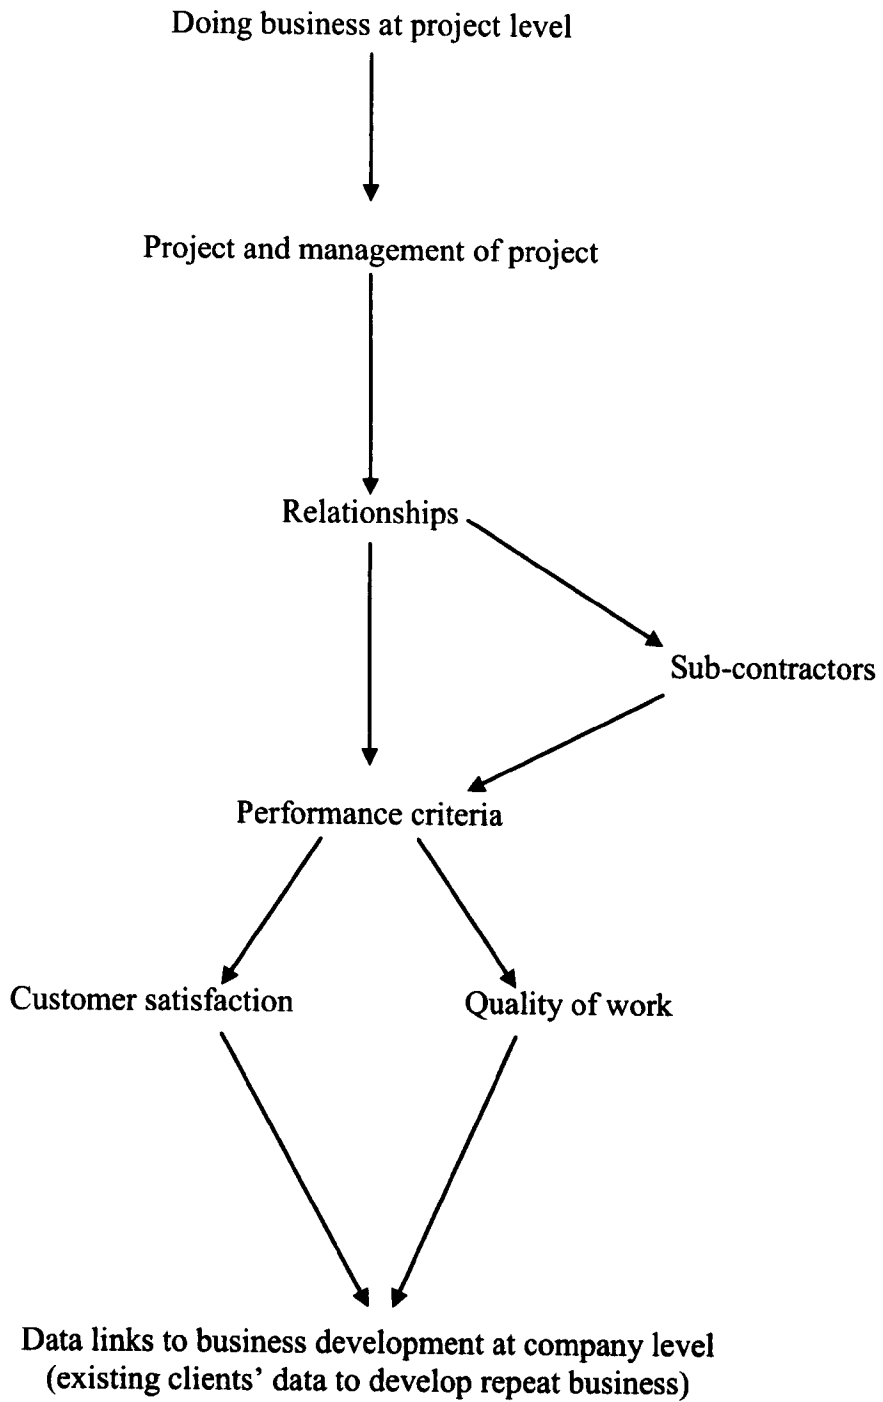 Doing business at project level
Project and management of project
Relationships
Sub-contractors
Performance criteria
Customer satisfaction
Quality of work
Data links to business development at company level
(existing clients’ data to develop repeat business)